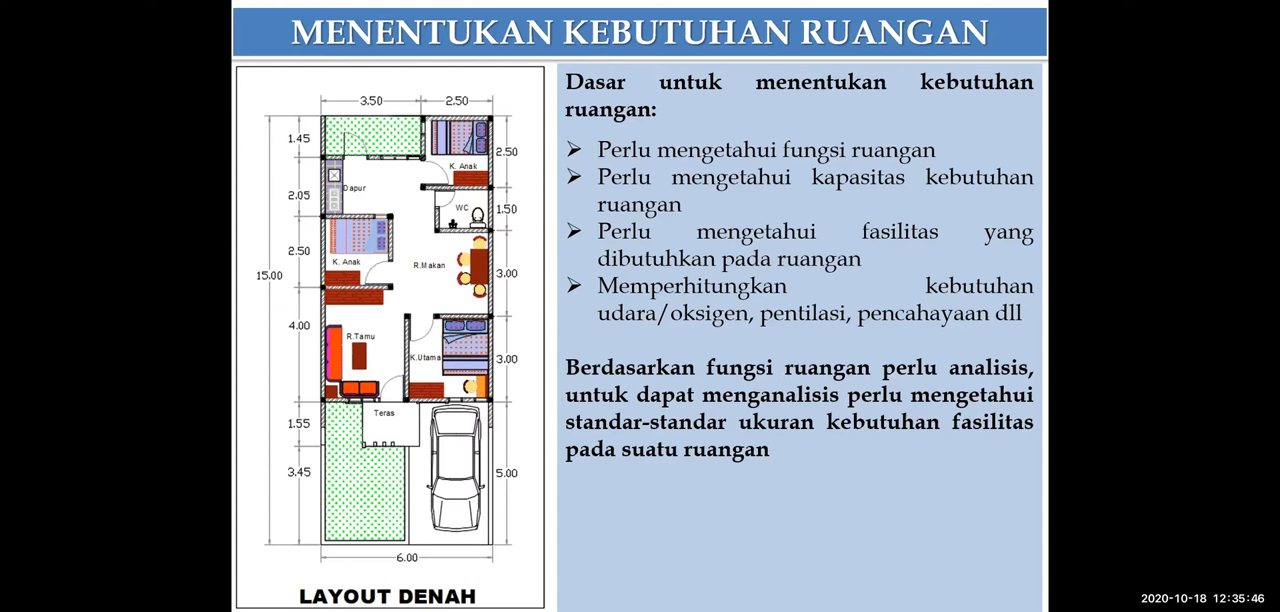 MENENTUKAN KEBUTUHAN RUANGAN
3.50
2.50
1.45
2.05
2.50
15.00
4.00
1.55
3.45
2.50
1.50
3.00
3.00
5.00
6.00
K. Anak
Dapur
WC
K. Anak
R.Makan
R.Tamu
K.Utama
Teras
LAYOUT DENAH
Dasar untuk menentukan kebutuhan
ruangan:
➢ Perlu mengetahui fungsi ruangan
➢ Perlu mengetahui kapasitas kebutuhan
ruangan
➢ Perlu mengetahui fasilitas yang
dibutuhkan pada ruangan
➢ Memperhitungkan kebutuhan
udara/oksigen, pentilasi, pencahayaan dll
Berdasarkan fungsi ruangan perlu analisis,
untuk dapat menganalisis perlu mengetahui
standar-standar ukuran kebutuhan fasilitas
pada suatu ruangan
2020-10-18 12:35:46